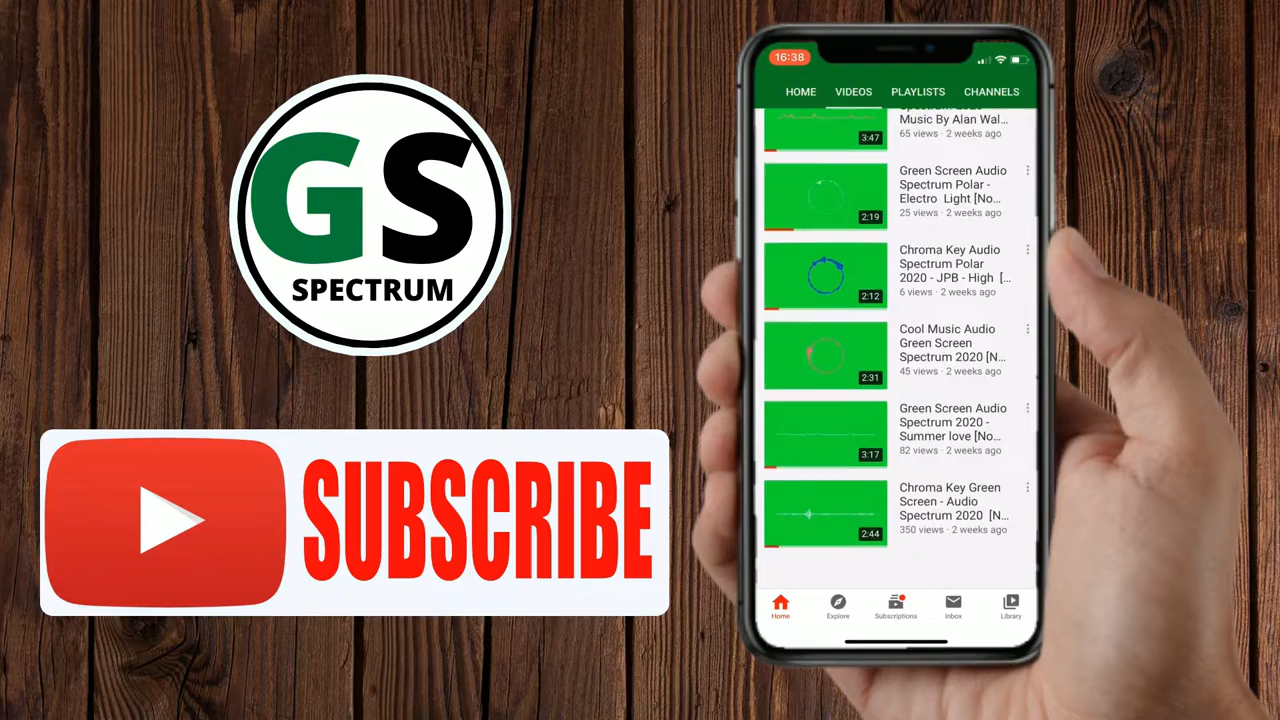 GS
SPECTRUM
SUBSCRIBE
16:38
HOME VIDEOS PLAYLISTS CHANNELS
Music By Alan Wal...
65 views · 2 weeks ago
3:47
Green Screen Audio
Spectrum Polar -
Electro Light [No...
25 views · 2 weeks ago
2:19
Chroma Key Audio
Spectrum Polar
2020 - JPB - High [...
6 views · 2 weeks ago
2:12
Cool Music Audio
Green Screen
Spectrum 2020 [N...
45 views · 2 weeks ago
2:31
Green Screen Audio
Spectrum 2020 -
Summer love [No...
82 views · 2 weeks ago
3:17
Chroma Key Green
Screen - Audio
Spectrum 2020 [N...
350 views · 2 weeks ago
2:44
Home Explore Subscriptions Inbox Library